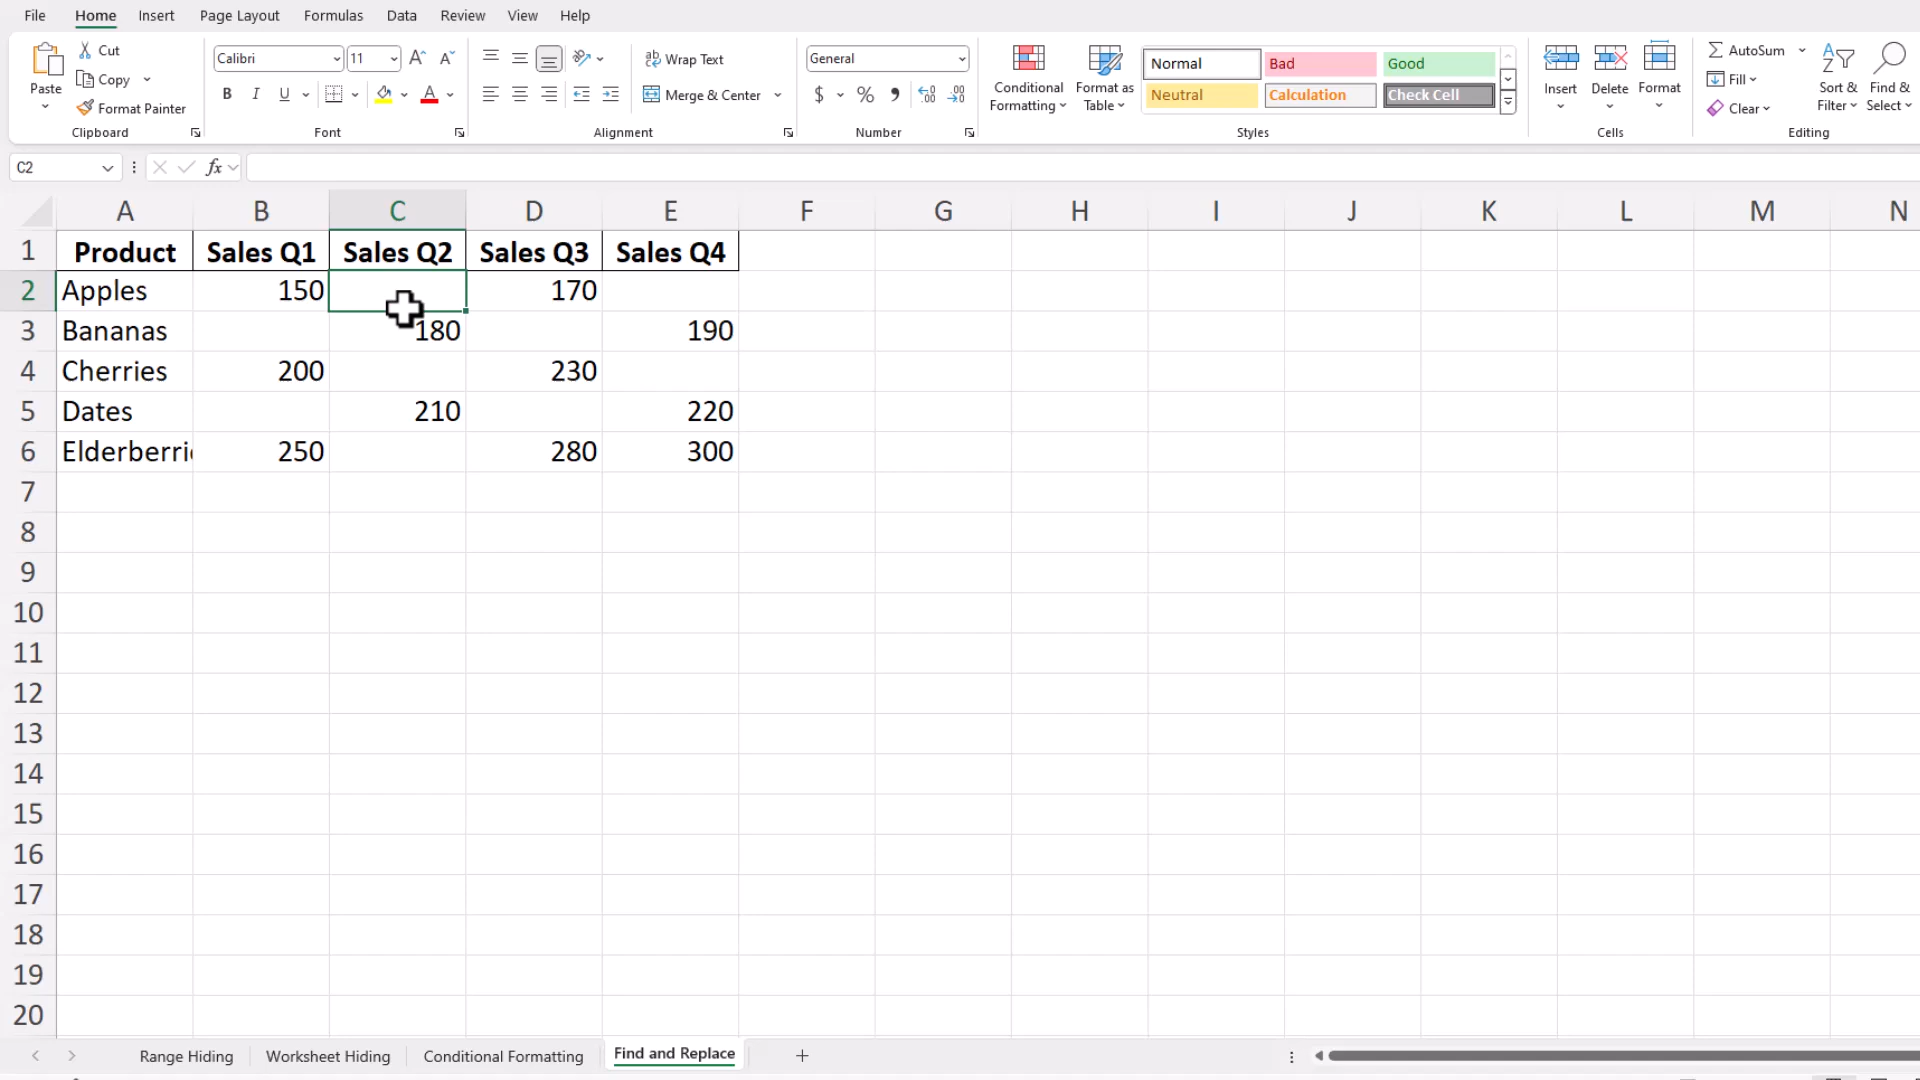 File Home Insert Page Layout Formulas Data Review View Help
Paste
Cut
Copy
Format Painter
Clipboard
Calibri 11 A A
B I U A
Font
ab Wrap Text
Merge & Center
Alignment
General
$ % 9 .00 .00
Number
Conditional Formatting
Format as Table
Normal Bad Good
Neutral Calculation Check Cell
Styles
Insert Delete Format
Cells
AutoSum
Fill
Clear
Sort & Filter
Find & Select
Editing
C2 fx
A B C D E F G H I J K L M N
1 Product Sales Q1 Sales Q2 Sales Q3 Sales Q4
2 Apples 150 170
3 Bananas 180 190
4 Cherries 200 230
5 Dates 210 220
6 Elderberri 250 280 300
7
8
9
10
11
12
13
14
15
16
17
18
19
20
Range Hiding Worksheet Hiding Conditional Formatting Find and Replace +